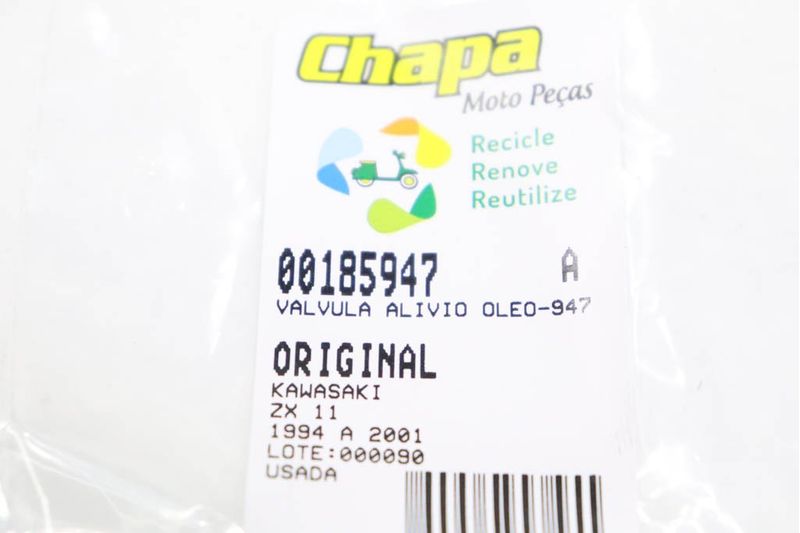 Chapa
Moto Peças
Recicle
Renove
Reutilize
00185947 A
VALVULA ALIVIO OLEO-947
ORIGINAL
KAWASAKI
ZX 11
1994 A 2001
LOTE:000090
USADA